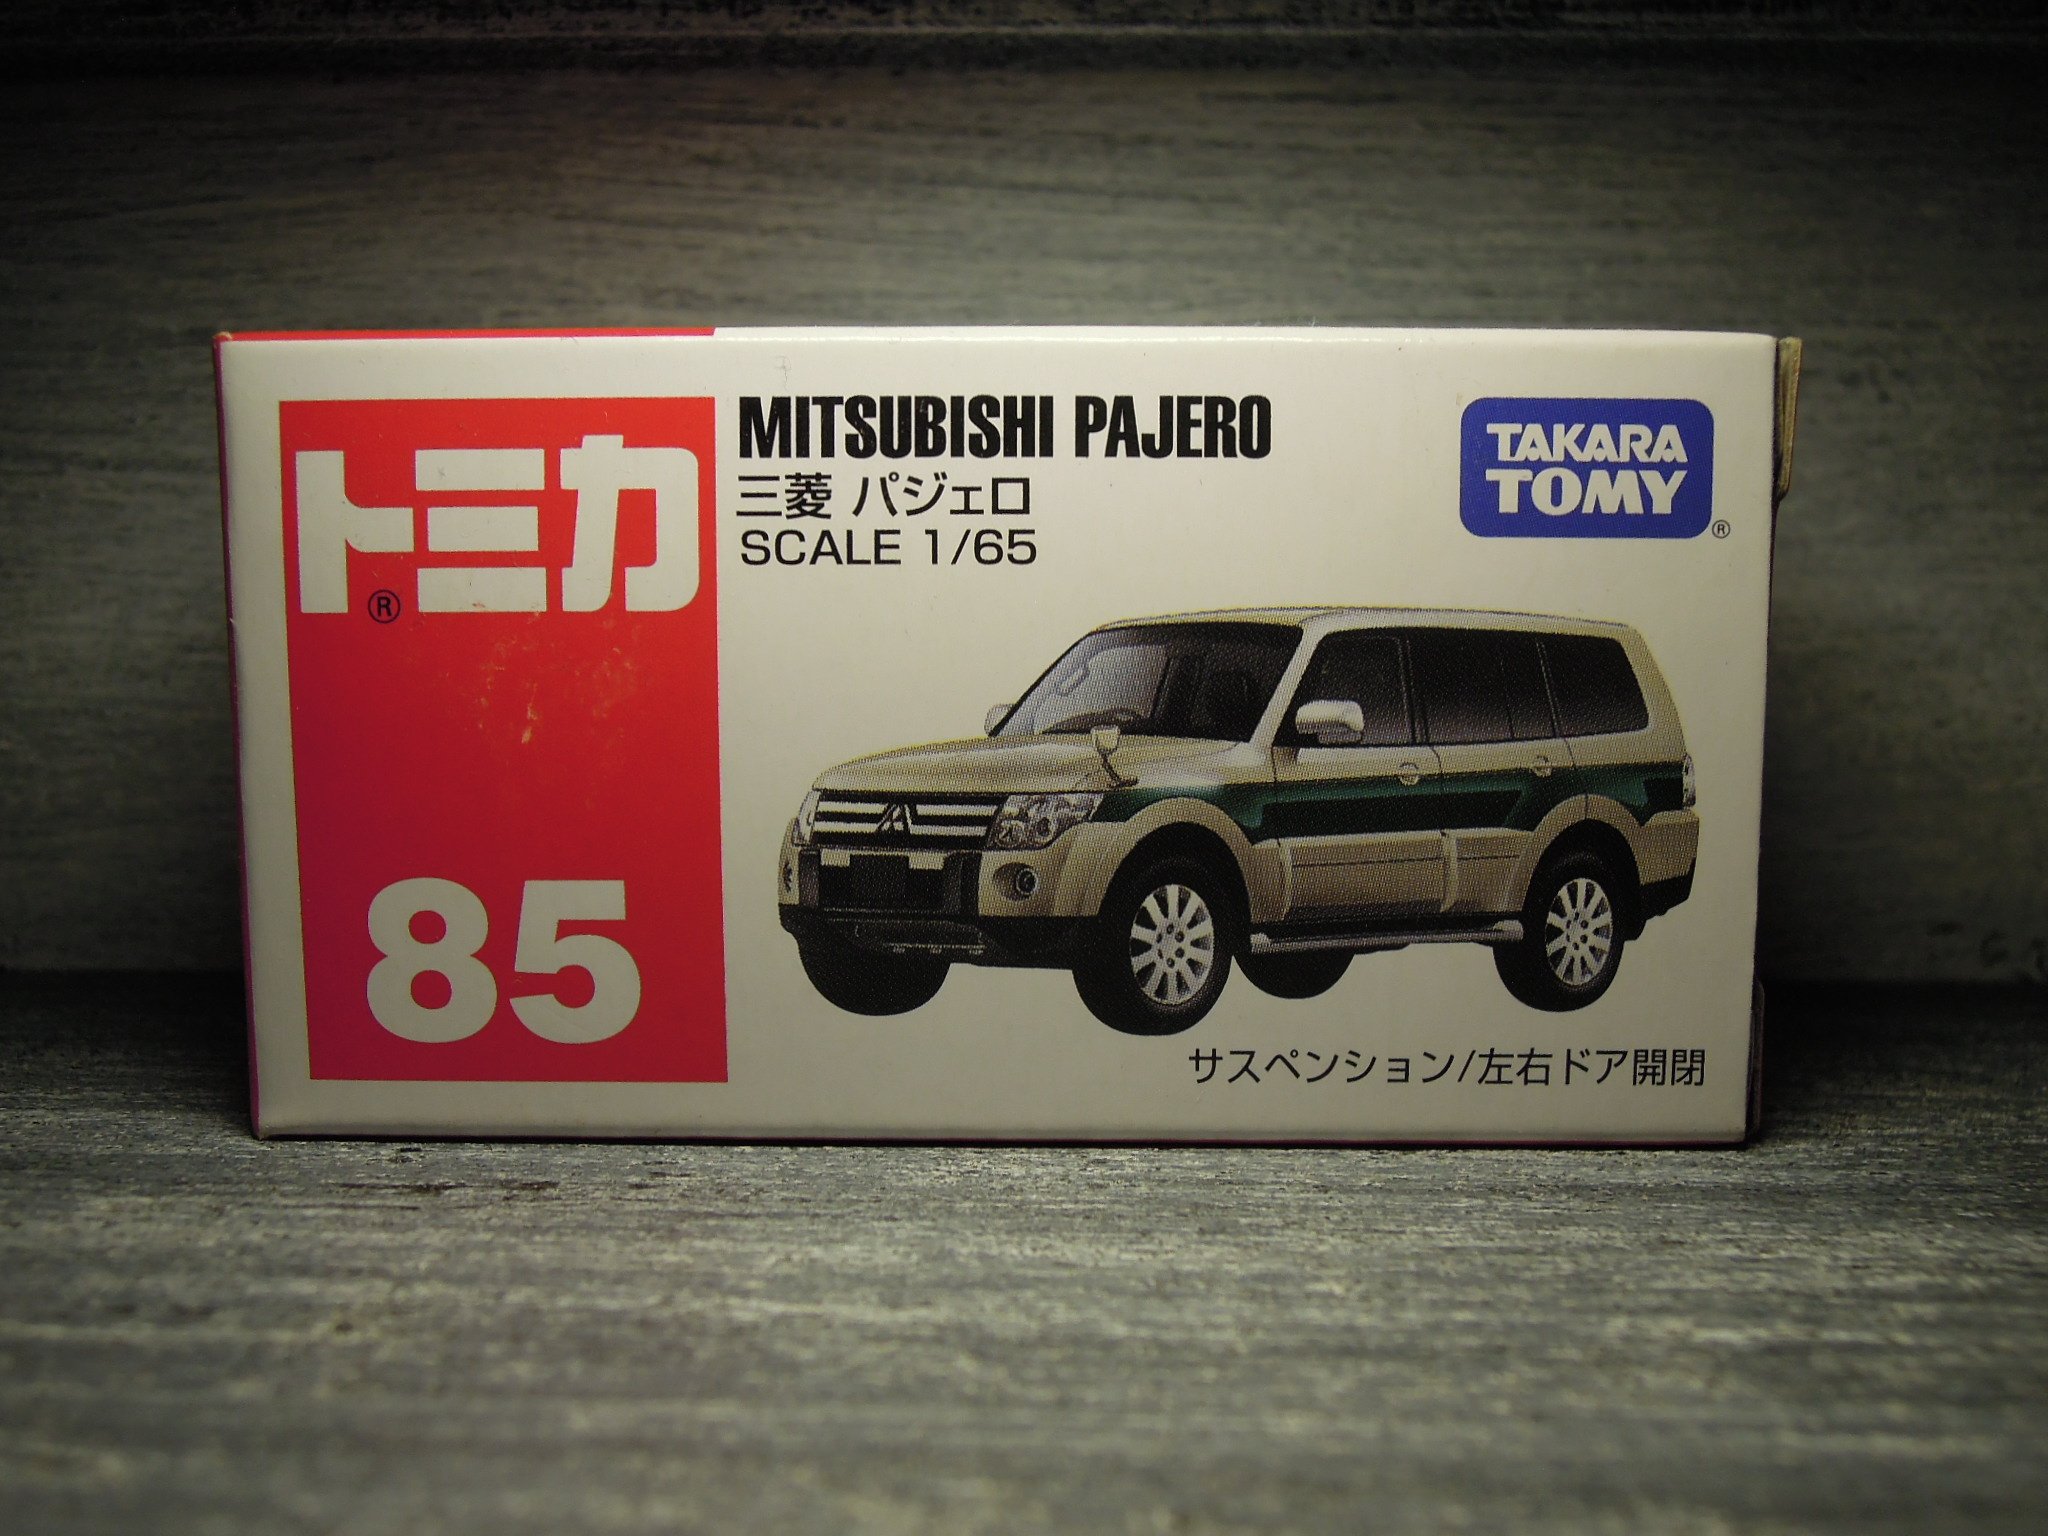 トミカ
®
85
MITSUBISHI PAJERO
三菱 パジェロ
SCALE 1/65
TAKARA
TOMY
®
サスペンション/左右ドア開閉